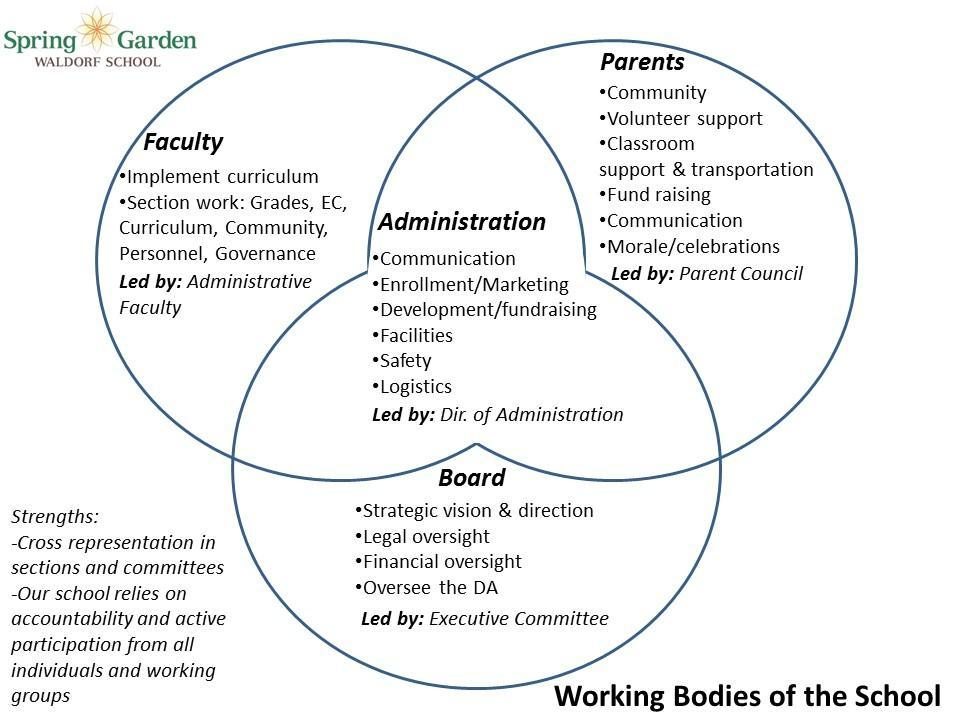 Spring Garden
WALDORF SCHOOL
Faculty
•Implement curriculum
•Section work: Grades, EC,
Curriculum, Community,
Personnel, Governance
Led by: Administrative
Faculty
Parents
•Community
•Volunteer support
•Classroom
support & transportation
•Fund raising
•Communication
•Morale/celebrations
Led by: Parent Council
Administration
•Communication
•Enrollment/Marketing
•Development/fundraising
•Facilities
•Safety
•Logistics
Led by: Dir. of Administration
Board
•Strategic vision & direction
•Legal oversight
•Financial oversight
•Oversee the DA
Led by: Executive Committee
Strengths:
-Cross representation in
sections and committees
-Our school relies on
accountability and active
participation from all
individuals and working
groups
Working Bodies of the School